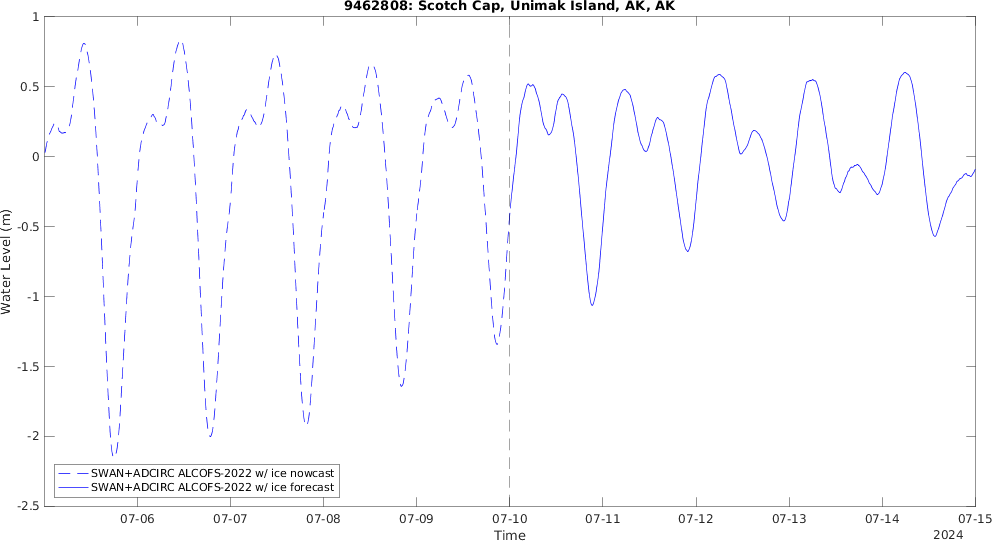 9462808: Scotch Cap, Unimak Island, AK, AK
Water Level (m)
1
0.5
0
-0.5
-1
-1.5
-2
-2.5
SWAN+ADCIRC ALCOFS-2022 w/ ice nowcast
SWAN+ADCIRC ALCOFS-2022 w/ ice forecast
07-06 07-07 07-08 07-09 07-10 07-11 07-12 07-13 07-14 07-15
Time
2024